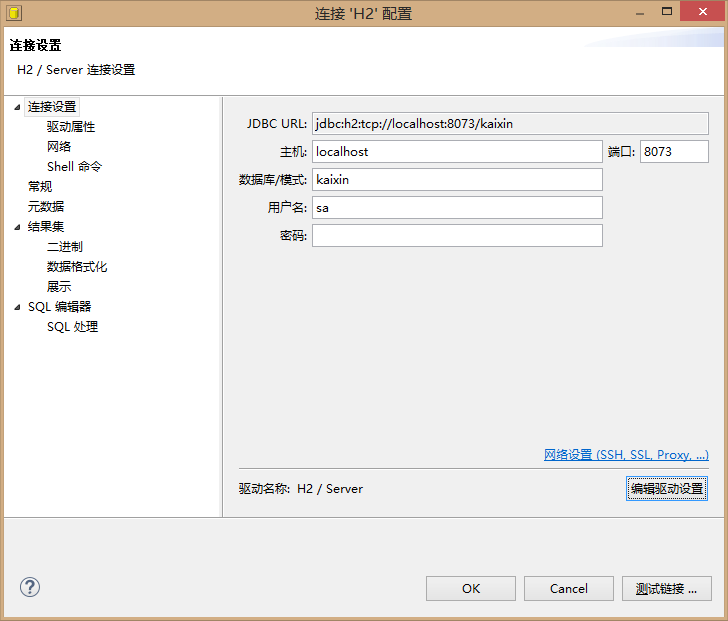 连接 'H2' 配置
连接设置
H2 / Server 连接设置
连接设置
驱动属性
网络
Shell 命令
常规
元数据
结果集
二进制
数据格式化
展示
SQL 编辑器
SQL 处理
JDBC URL: jdbc:h2:tcp://localhost:8073/kaixin
主机: localhost 端口: 8073
数据库/模式: kaixin
用户名: sa
密码:
网络设置 (SSH, SSL, Proxy, ...)
驱动名称: H2 / Server 编辑驱动设置
? OK Cancel 测试链接 ...